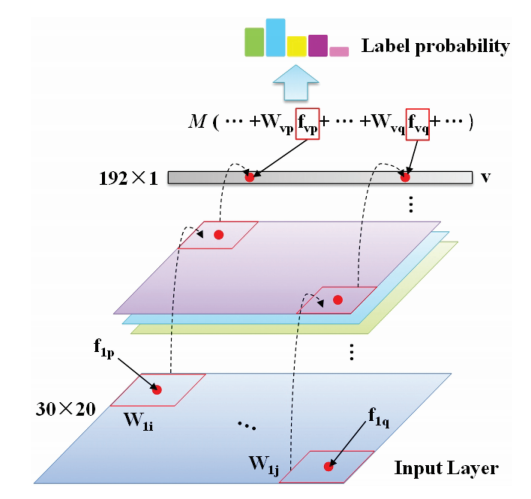 Label probability
M ( ··· +W_vp f_vp + ··· +W_vq f_vq + ··· )
192×1
v
⋮
...
f_1p
30×20
W_1i
...
f_1q
W_1j
Input Layer